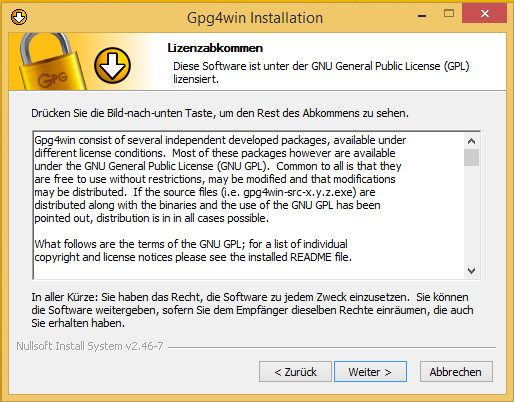 Gpg4win Installation
GPG
Lizenzabkommen
Diese Software ist unter der GNU General Public License (GPL)
lizensiert.
Drücken Sie die Bild-nach-unten Taste, um den Rest des Abkommens zu sehen.
Gpg4win consist of several independent developed packages, available under
different license conditions.  Most of these packages however are available
under the GNU General Public License (GNU GPL).  Common to all is that they
are free to use without restrictions, may be modified and that modifications
may be distributed.  If the source files (i.e. gpg4win-src-x.y.z.exe) are
distributed along with the binaries and the use of the GNU GPL has been
pointed out, distribution is in in all cases possible.
What follows are the terms of the GNU GPL; for a list of individual
copyright and license notices please see the installed README file.
In aller Kürze: Sie haben das Recht, die Software zu jedem Zweck einzusetzen.  Sie können
die Software weitergeben, sofern Sie dem Empfänger dieselben Rechte einräumen, die auch
Sie erhalten haben.
Nullsoft Install System v2.46-7
< Zurück
Weiter >
Abbrechen